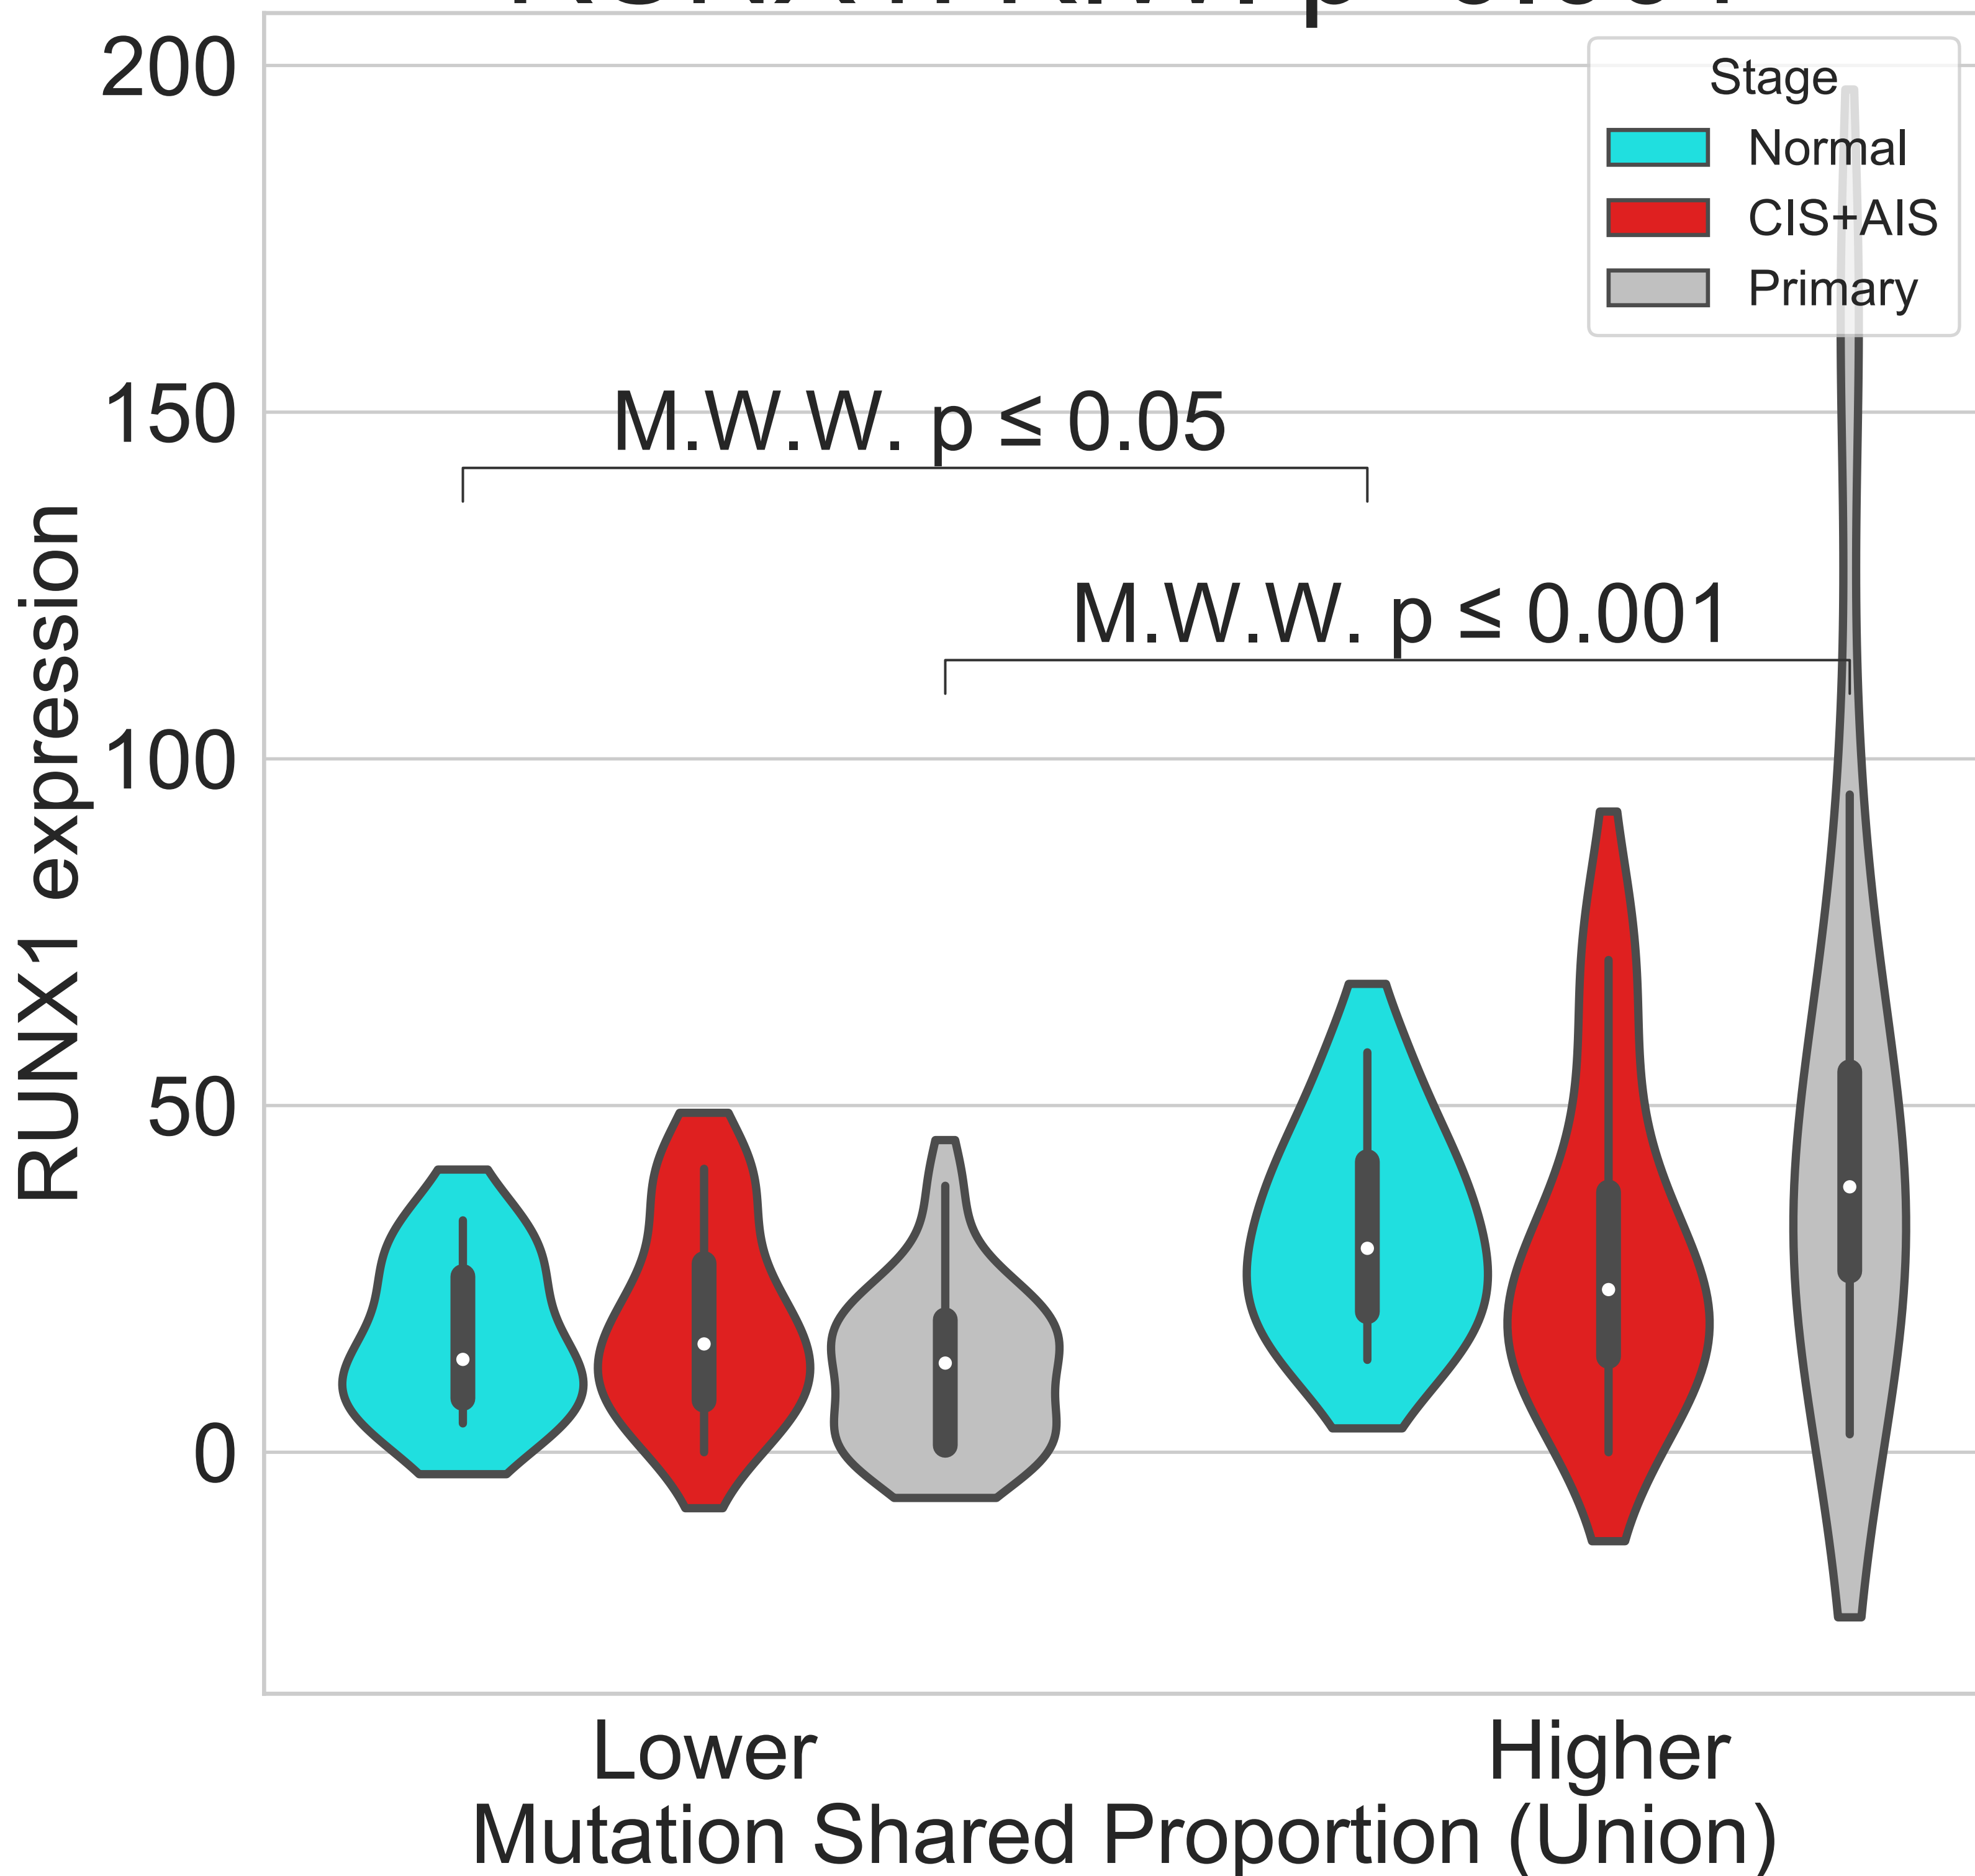 200
Stage
Normal
CIS+AIS
Primary
150
M.W.W. p ≤ 0.05
M.W.W. p ≤ 0.001
RUNX1 expression
100
50
0
Lower
Higher
Mutation Shared Proportion (Union)